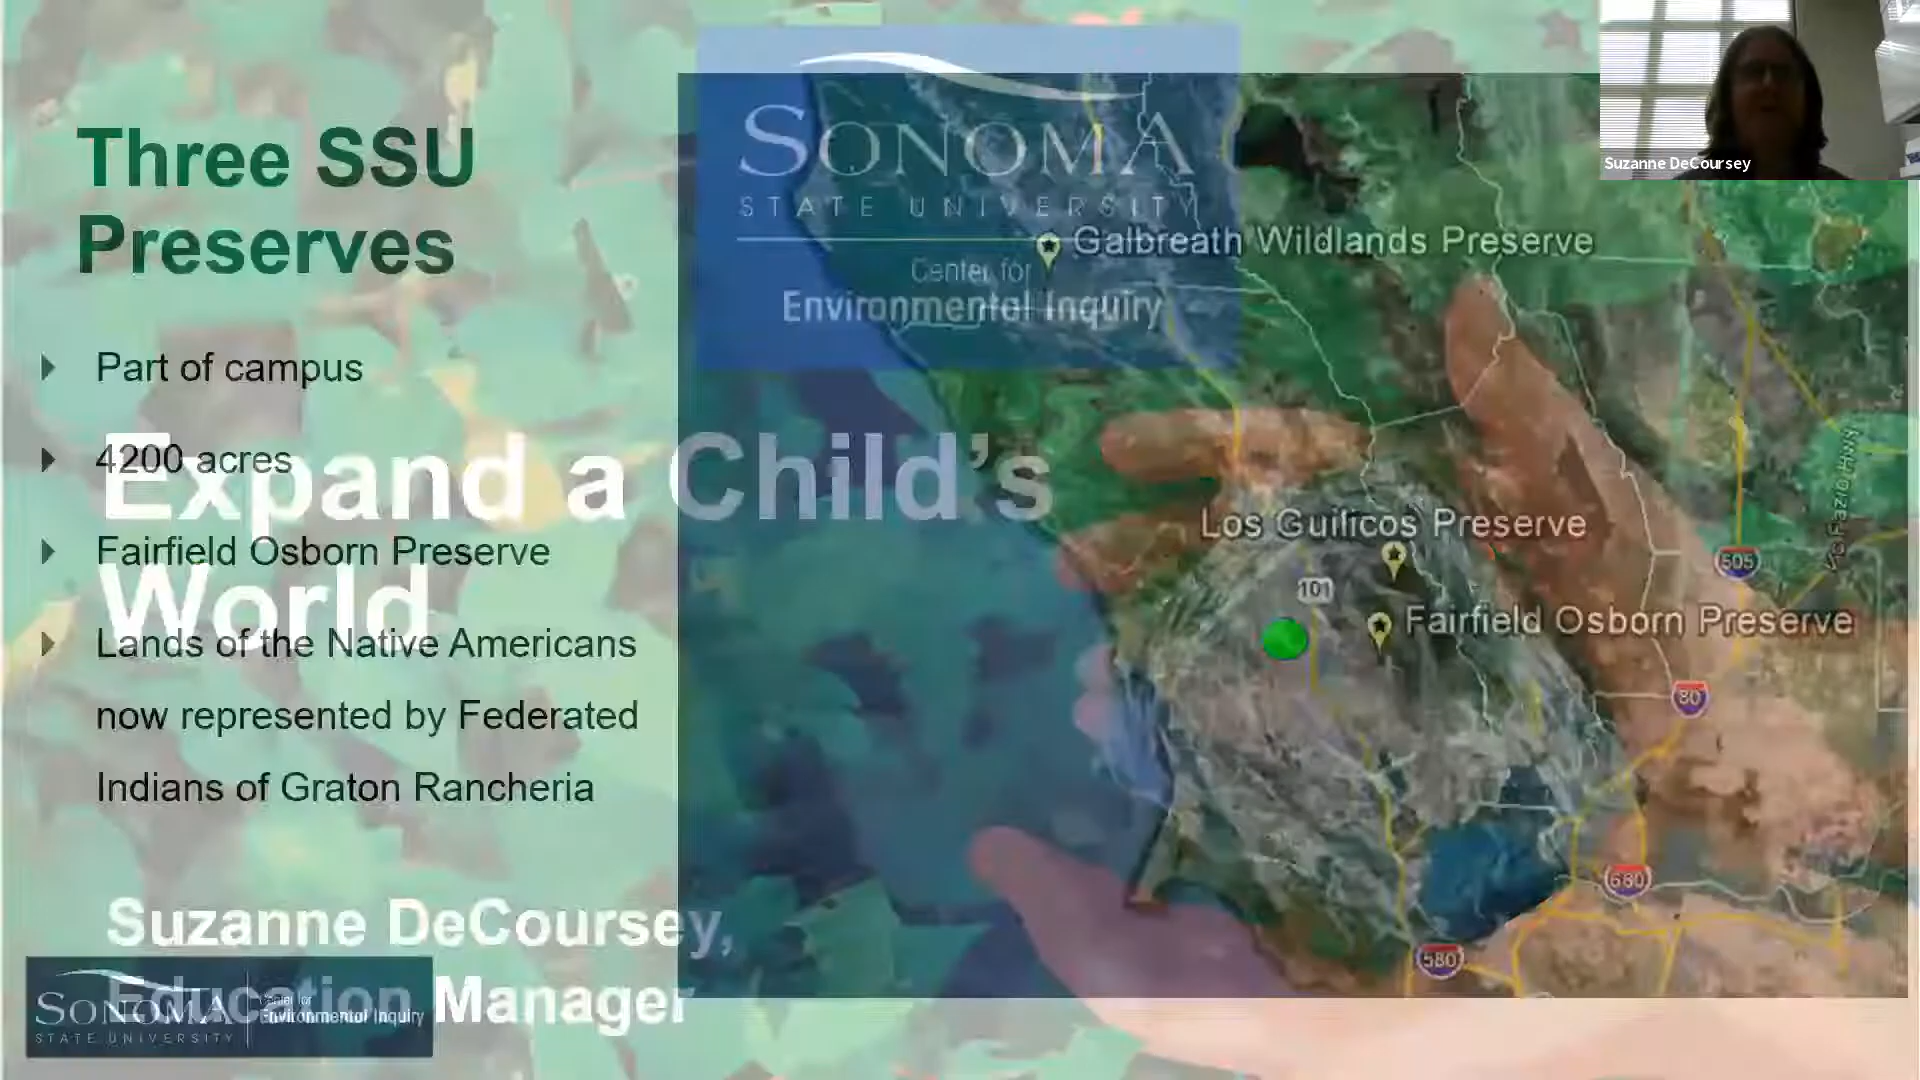 Three SSU
Preserves
Part of campus
4200 acres
Fairfield Osborn Preserve
Lands of the Native Americans
now represented by Federated
Indians of Graton Rancheria
Expand a Child's
World
Suzanne DeCoursey,
Education Manager
SONOMA
STATE UNIVERSITY
Center for
Environmental Inquiry
SONOMA
STATE UNIVERSITY
Center for
Environmental Inquiry
Galbreath Wildlands Preserve
Los Guilicos Preserve
101
Fairfield Osborn Preserve
505
80
680
580
Suzanne DeCoursey